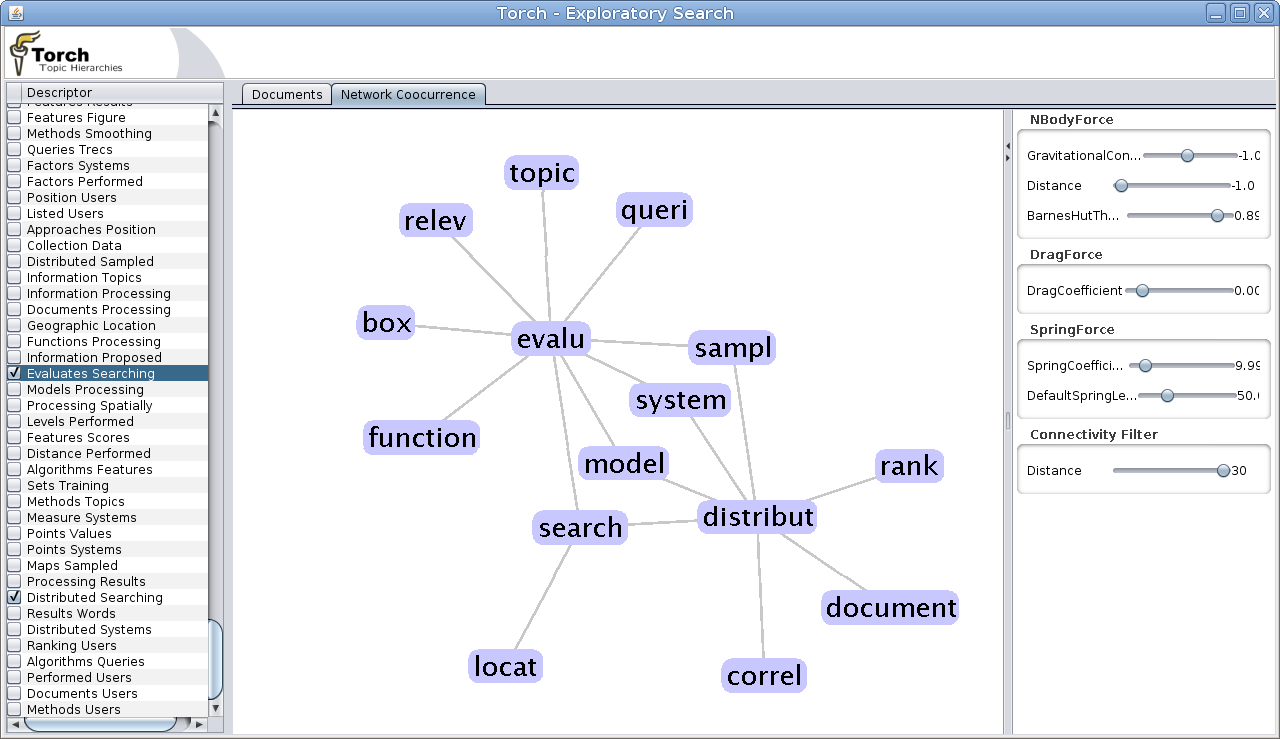 Torch - Exploratory Search
Torch
Topic Hierarchies
Descriptor
Features Results
Features Figure
Methods Smoothing
Queries Trecs
Factors Systems
Factors Performed
Position Users
Listed Users
Approaches Position
Collection Data
Distributed Sampled
Information Topics
Information Processing
Documents Processing
Geographic Location
Functions Processing
Information Proposed
Evaluates Searching
Models Processing
Processing Spatially
Levels Performed
Features Scores
Distance Performed
Algorithms Features
Sets Training
Methods Topics
Measure Systems
Points Values
Points Systems
Maps Sampled
Processing Results
Distributed Searching
Results Words
Distributed Systems
Ranking Users
Algorithms Queries
Performed Users
Documents Users
Methods Users
Documents
Network Coocurrence
topic
relev
queri
box
evalu
sampl
system
function
model
rank
search
distribut
document
locat
correl
NBodyForce
GravitationalCon... -1.0
Distance -1.0
BarnesHutTh... 0.89
DragForce
DragCoefficient 0.00
SpringForce
SpringCoeffici... 9.99
DefaultSpringLe... 50.
Connectivity Filter
Distance 30